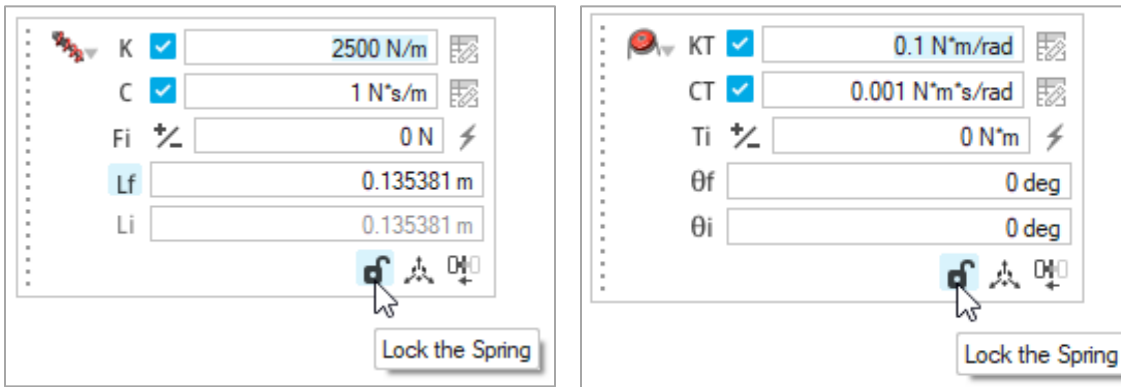 K 2500 N/m
C 1 N*s/m
Fi +/- 0 N
Lf 0.135381 m
Li 0.135381 m
Lock the Spring
KT 0.1 N*m/rad
CT 0.001 N*m*s/rad
Ti +/- 0 N*m
θf 0 deg
θi 0 deg
Lock the Spring